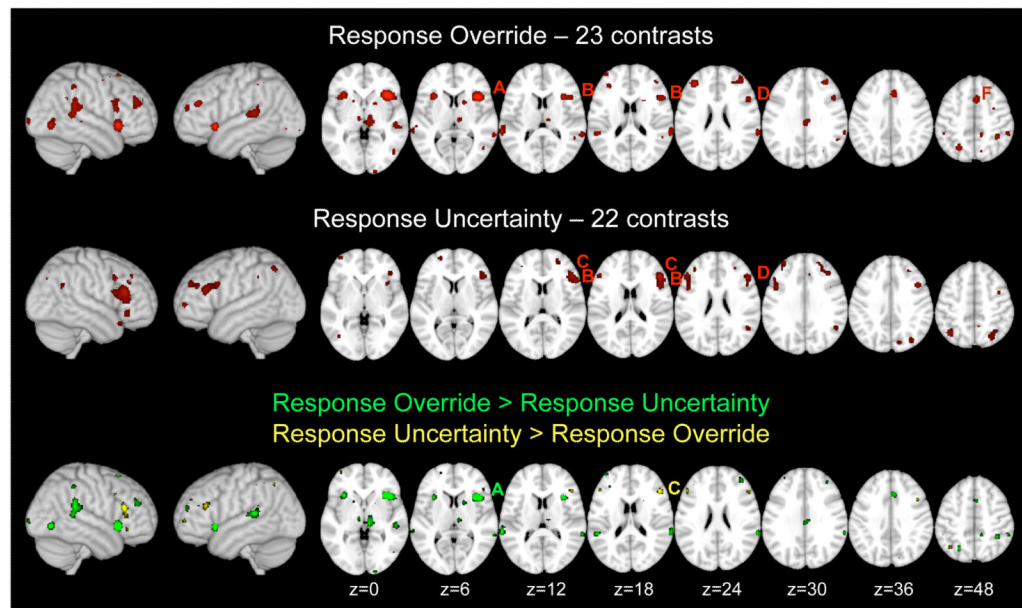 Response Override – 23 contrasts
A B B D F
Response Uncertainty – 22 contrasts
C C
B B D
Response Override > Response Uncertainty
Response Uncertainty > Response Override
A C
z=0 z=6 z=12 z=18 z=24 z=30 z=36 z=48